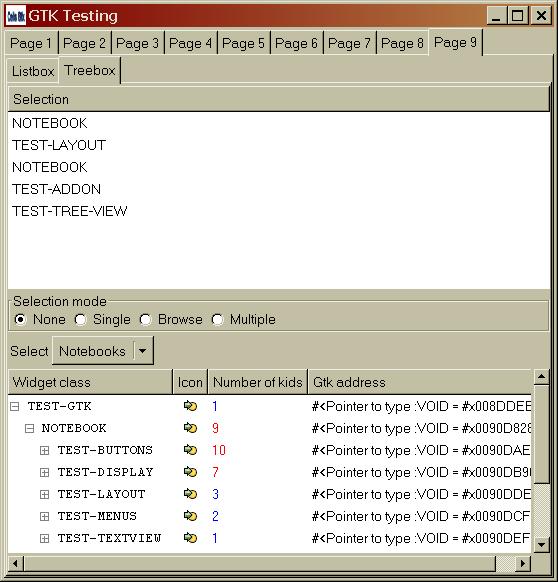 GTK Testing
Page 1 Page 2 Page 3 Page 4 Page 5 Page 6 Page 7 Page 8 Page 9
Listbox Treebox
Selection
NOTEBOOK
TEST-LAYOUT
NOTEBOOK
TEST-ADDON
TEST-TREE-VIEW
Selection mode
None Single Browse Multiple
Select Notebooks
Widget class Icon Number of kids Gtk address
TEST-GTK 1 #<Pointer to type :VOID = #x008DDEE
NOTEBOOK 9 #<Pointer to type :VOID = #x0090D828
TEST-BUTTONS 10 #<Pointer to type :VOID = #x0090DAE
TEST-DISPLAY 7 #<Pointer to type :VOID = #x0090DB90
TEST-LAYOUT 3 #<Pointer to type :VOID = #x0090DDE
TEST-MENUS 2 #<Pointer to type :VOID = #x0090DCF
TEST-TEXTVIEW 1 #<Pointer to type :VOID = #x0090DEF